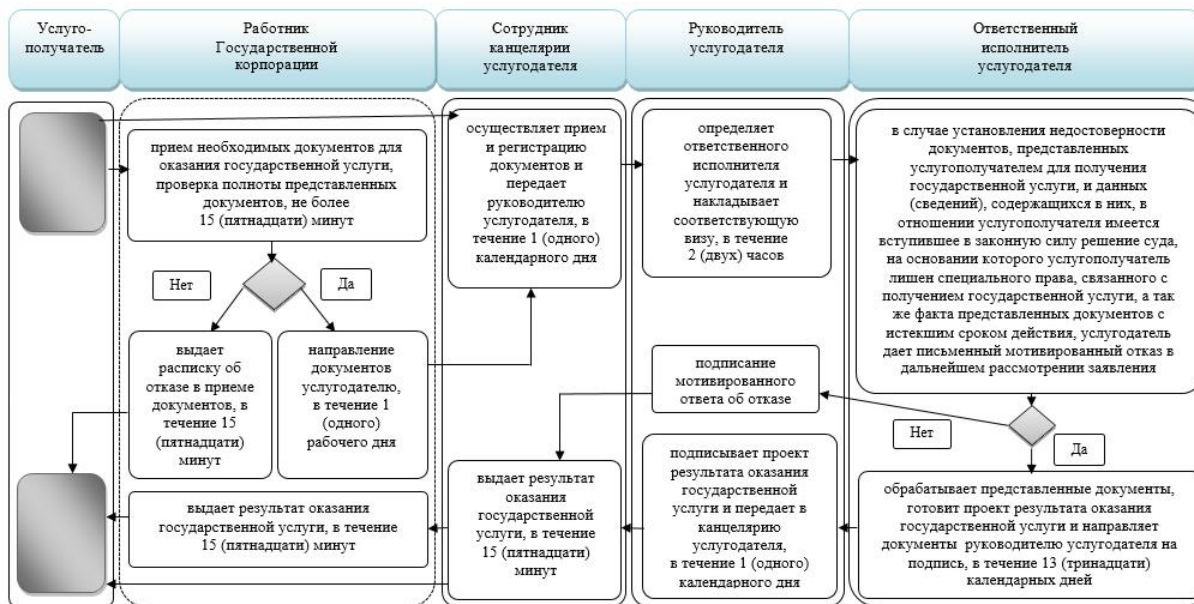 Услуго-
получатель
Работник
Государственной
корпорации
Сотрудник
канцелярии
услугодателя
Руководитель
услугодателя
Ответственный
исполнитель
услугодателя
прием необходимых документов для
оказания государственной услуги,
проверка полноты представленных
документов, не более
15 (пятнадцати) минут
Нет
Да
выдает
расписку об
отказе в приеме
документов, в
течение 15
(пятнадцати)
минут
направление
документов
услугодателю,
в течение 1
(одного)
рабочего дня
выдает результат оказания
государственной услуги, в течение
15 (пятнадцати) минут
осуществляет прием
и регистрацию
документов и
передает
руководителю
услугодателя, в
течение 1 (одного)
календарного дня
выдает результат
оказания
государственной
услуги, в течение
15 (пятнадцати)
минут
определяет
ответственного
исполнителя
услугодателя и
накладывает
соответствующую
визу, в течение
2 (двух) часов
подписание
мотивированного
ответа об отказе
подписывает проект
результата оказания
государственной
услуги и передает в
канцелярию
услугодателя,
в течение 1 (одного)
календарного дня
в случае установления недостоверности
документов, представленных
услугополучателем для получения
государственной услуги, и данных
(сведений), содержащихся в них, в
отношении услугополучателя имеется
вступившее в законную силу решение суда,
на основании которого услугополучатель
лишен специального права, связанного с
получением государственной услуги, а так
же факта представленных документов с
истекшим сроком действия, услугодатель
дает письменный мотивированный отказ в
дальнейшем рассмотрении заявления
Нет
Да
обрабатывает представленные документы,
готовит проект результата оказания
государственной услуги и направляет
документы руководителю услугодателя на
подпись, в течение 13 (тринадцати)
календарных дней